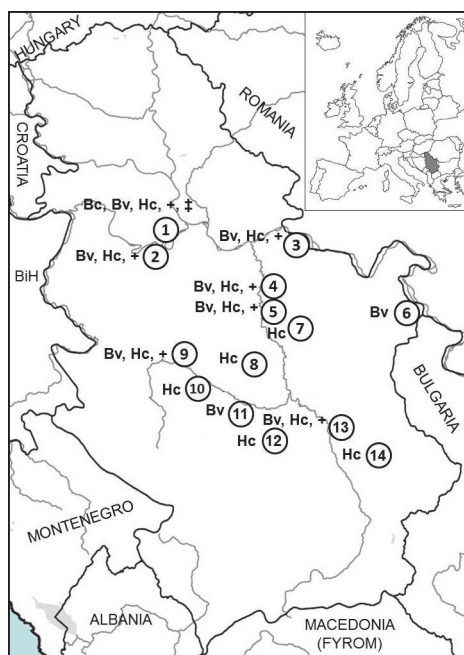 HUNGARY
ROMANIA
CROATIA
Bc, Bv, Hc, +, ‡
1
Bv, Hc, +
2
Bv, Hc, +
3
BiH
Bv, Hc, +
4
Bv, Hc, +
5
Bv
6
Hc
7
Bv, Hc, +
9
Hc
8
Hc
10
Bv
11
Bv, Hc, +
13
Hc
12
Hc
14
BULGARIA
MONTENEGRO
ALBANIA
MACEDONIA
(FYROM)